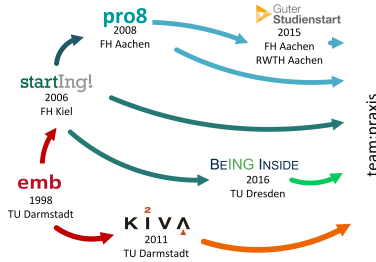 pro8
2008
FH Aachen
Guter
Studienstart
2015
FH Aachen
RWTH Aachen
startIng!
2006
FH Kiel
team:praxis
BEING INSIDE
2016
TU Dresden
emb
1998
TU Darmstadt
KI2VA
2011
TU Darmstadt